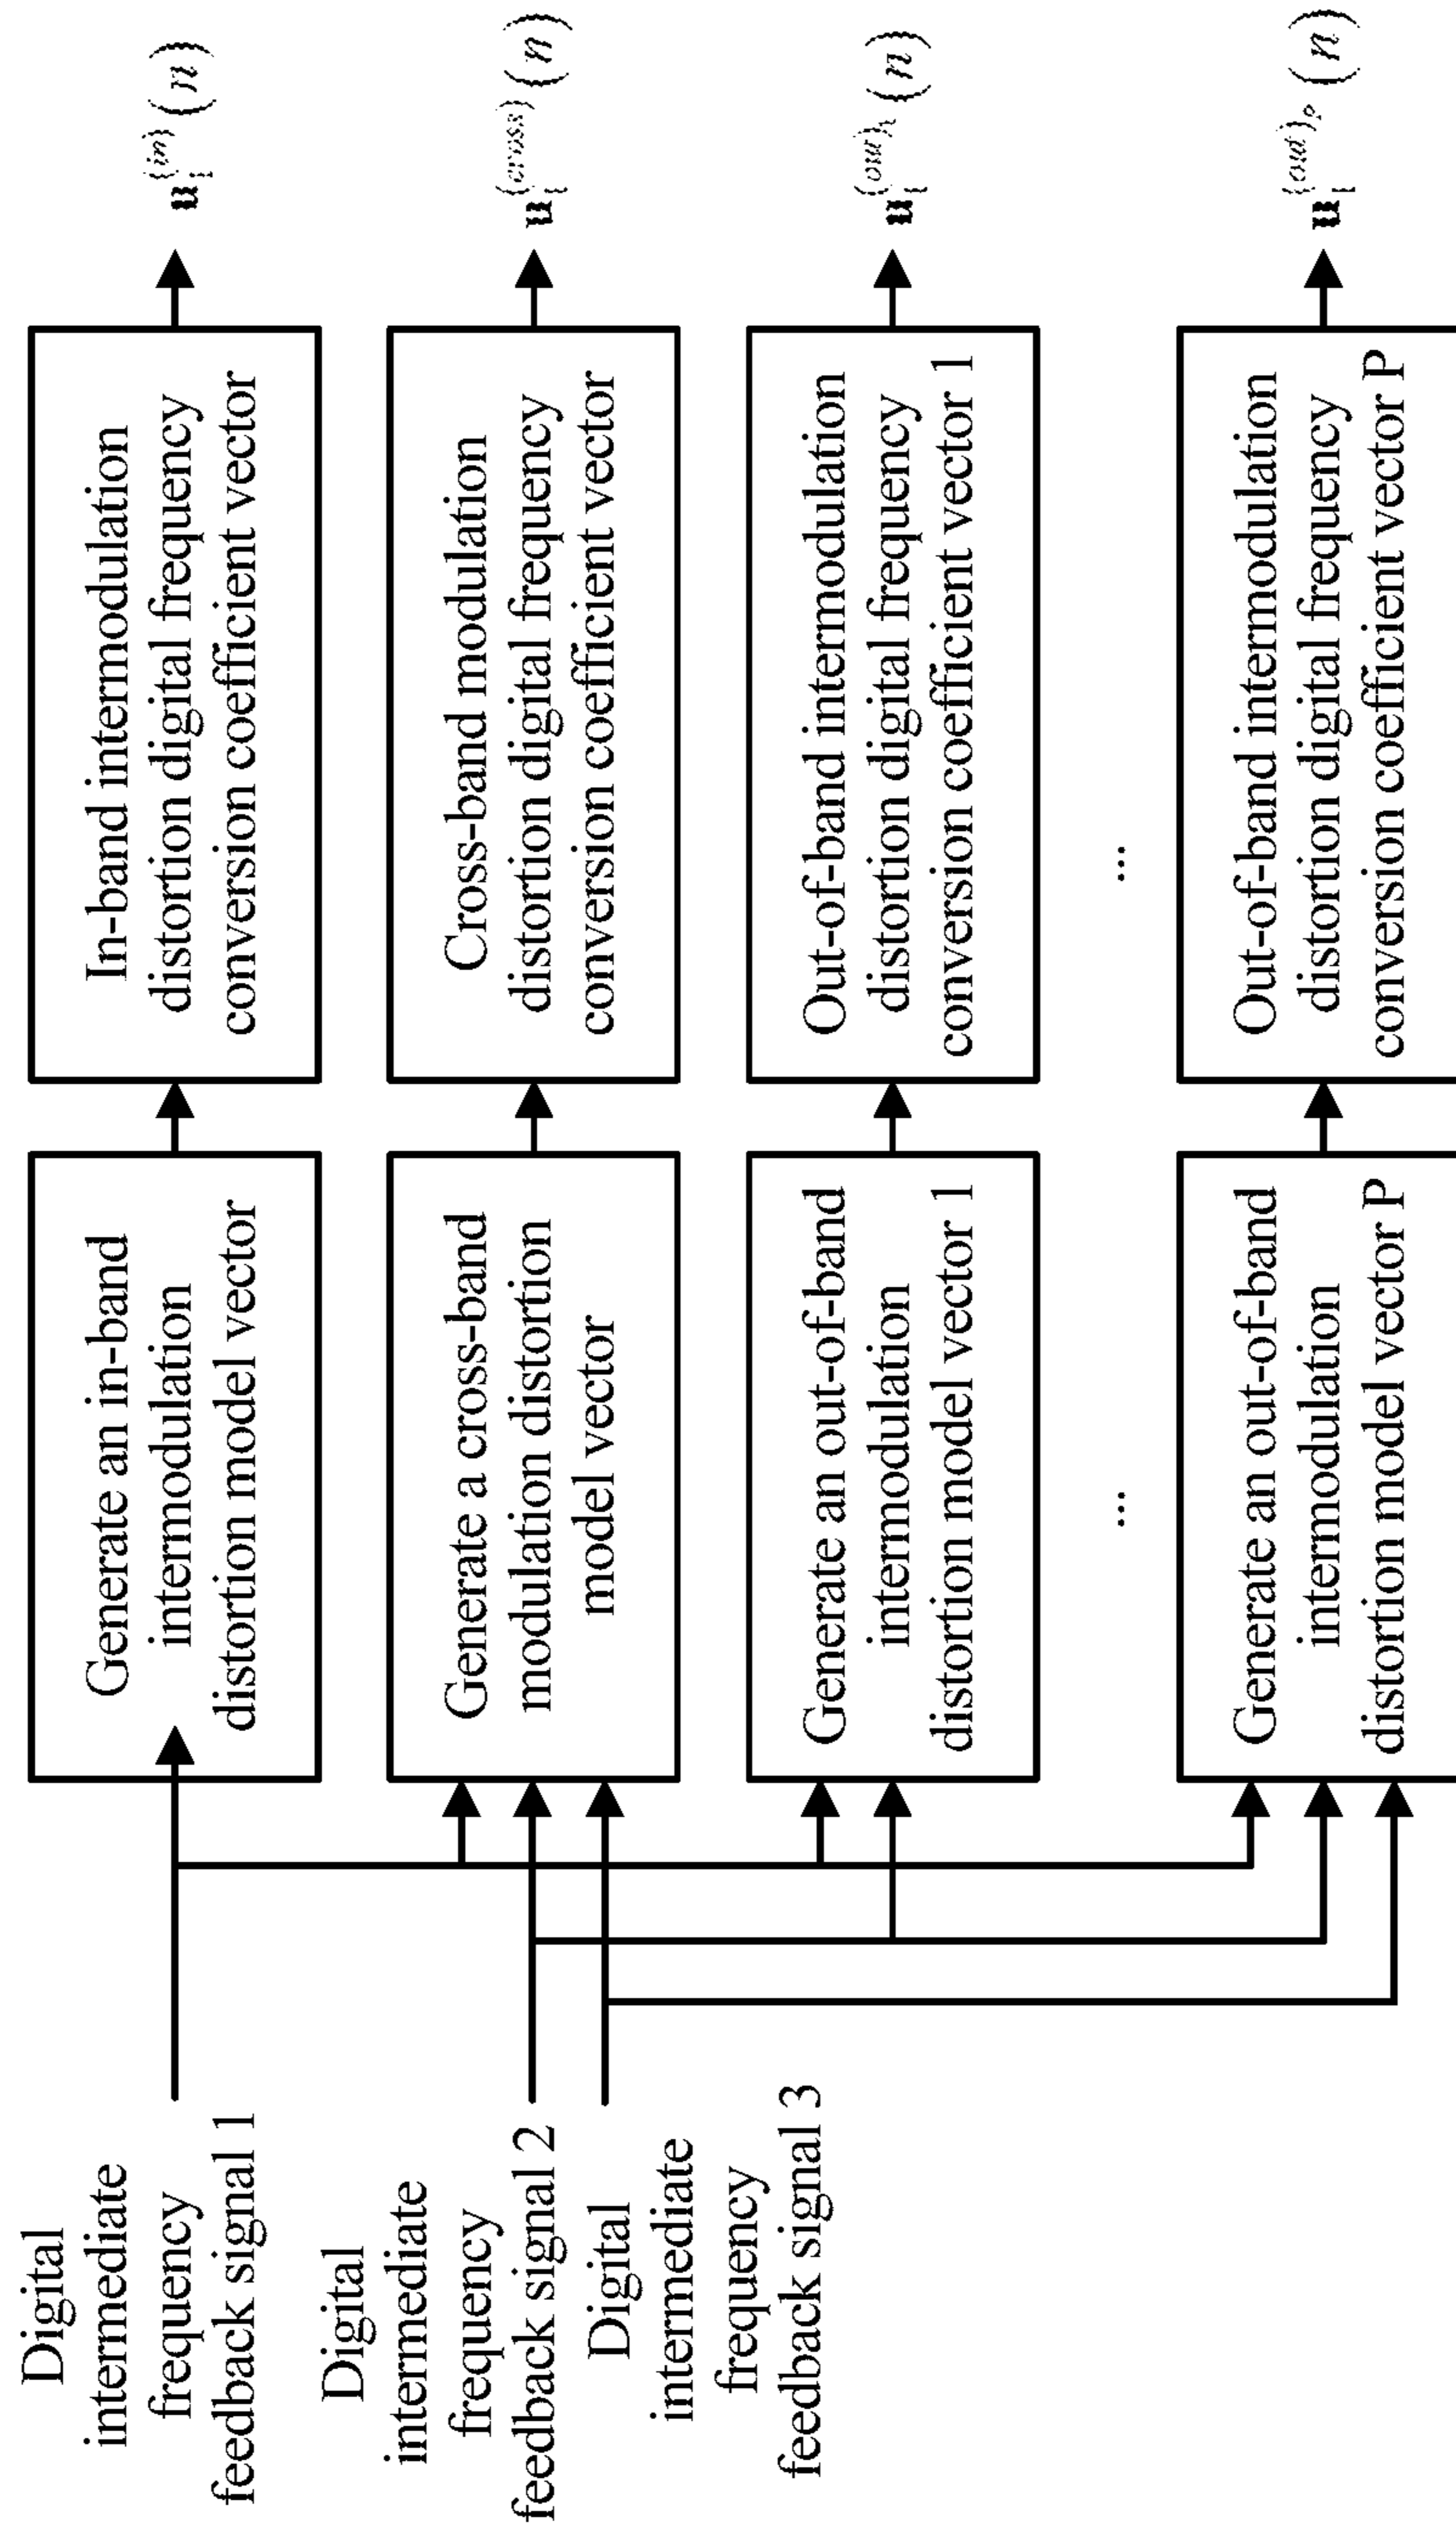 Digital
intermediate
frequency
feedback signal 1
Generate an in-band
intermodulation
distortion model vector
In-band intermodulation
distortion digital frequency
conversion coefficient vector
u₁^{(in)} (n)
Digital
intermediate
frequency
feedback signal 2
Generate a cross-band
modulation distortion
model vector
Cross-band modulation
distortion digital frequency
conversion coefficient vector
u₁^{(cross)} (n)
Digital
intermediate
frequency
feedback signal 3
Generate an out-of-band
intermodulation
distortion model vector 1
Out-of-band intermodulation
distortion digital frequency
conversion coefficient vector 1
u₁^{(out)₁} (n)
...
...
Generate an out-of-band
intermodulation
distortion model vector P
Out-of-band intermodulation
distortion digital frequency
conversion coefficient vector P
u₁^{(out)_P} (n)